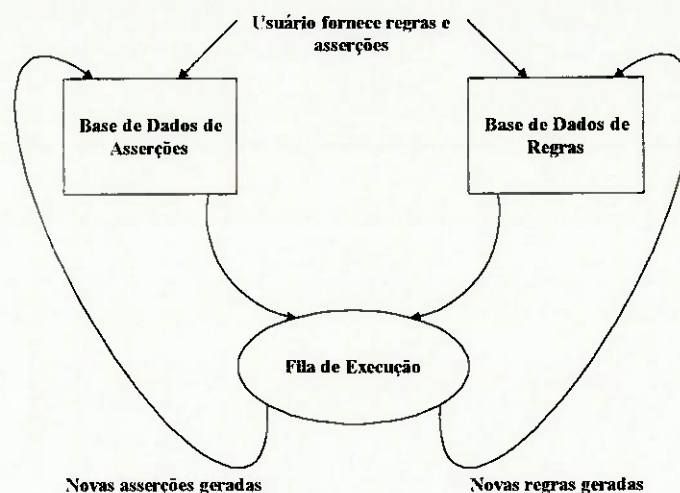 Usuário fornece regras e
asserções
Base de Dados de
Asserções
Base de Dados de
Regras
Fila de Execução
Novas asserções geradas
Novas regras geradas